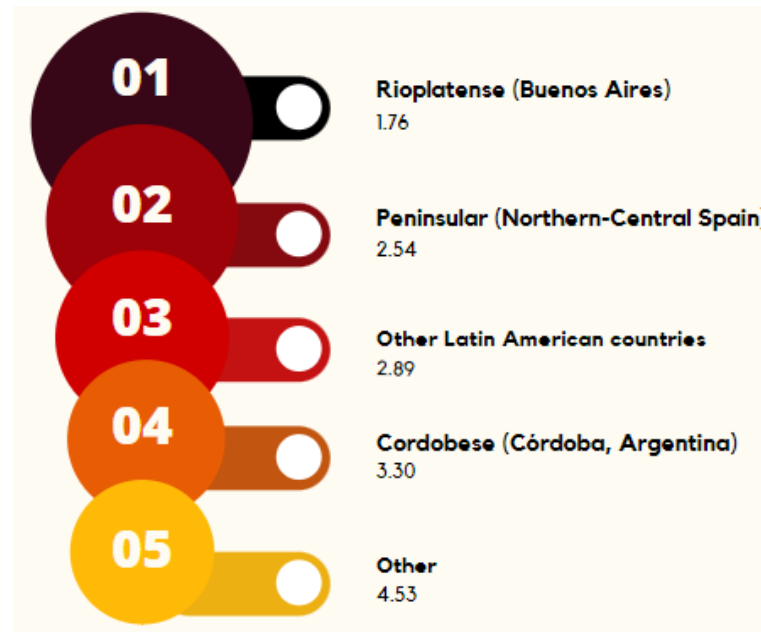 01
Rioplatense (Buenos Aires)
1.76
02
Peninsular (Northern-Central Spain)
2.54
03
Other Latin American countries
2.89
04
Cordobese (Córdoba, Argentina)
3.30
05
Other
4.53